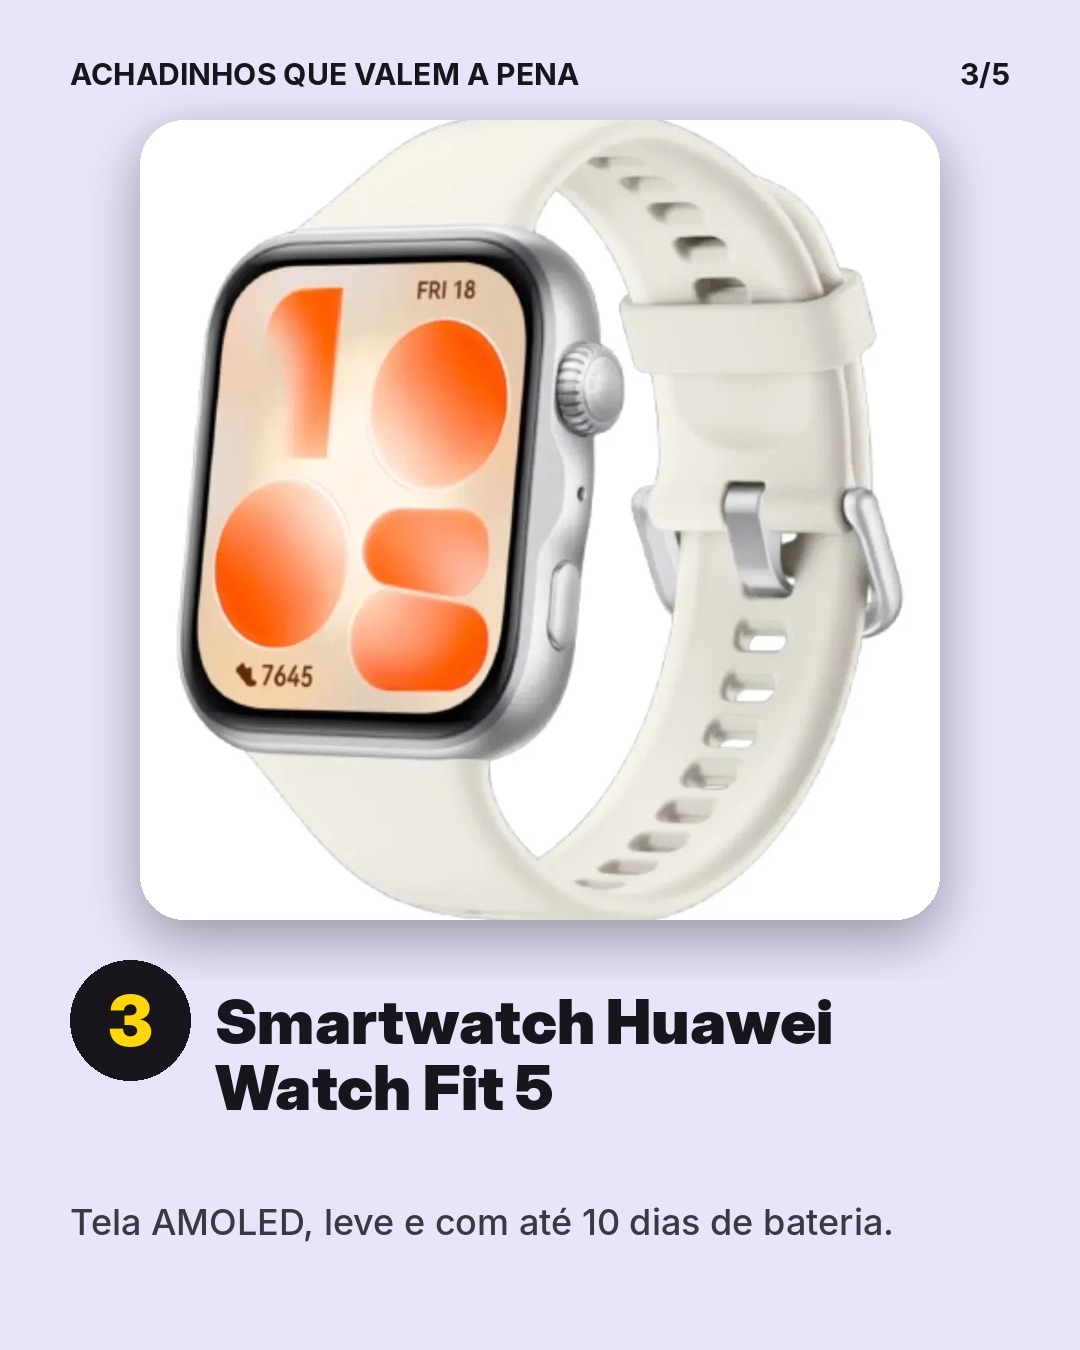 ACHADINHOS QUE VALEM A PENA
3/5
FRI 18
10
08
7645
3
Smartwatch Huawei
Watch Fit 5
Tela AMOLED, leve e com até 10 dias de bateria.